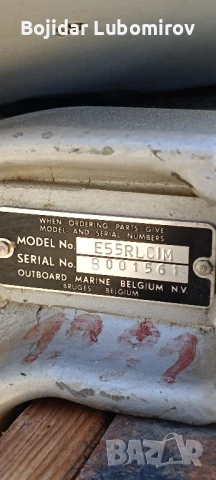 Bojidar Lubomirov
WHEN ORDERING PARTS GIVE
MODEL AND SERIAL NUMBERS
MODEL No. E55RLCIM
SERIAL No. B001561
OUTBOARD MARINE BELGIUM N.V.
BRUGES BELGIUM
BAZAR